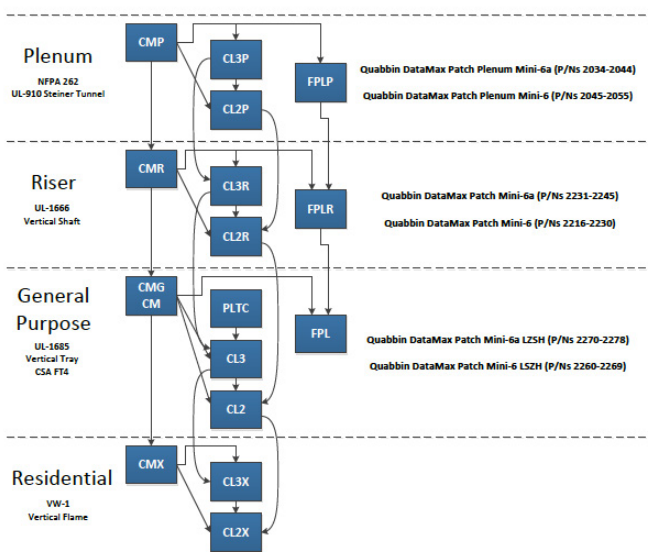 Plenum
NFPA 262
UL-910 Steiner Tunnel
CMP
CL3P
CL2P
FPLP
Quabbin DataMax Patch Plenum Mini-6a (P/Ns 2034-2044)
Quabbin DataMax Patch Plenum Mini-6 (P/Ns 2045-2055)
Riser
UL-1666
Vertical Shaft
CMR
CL3R
CL2R
FPLR
Quabbin DataMax Patch Mini-6a (P/Ns 2231-2245)
Quabbin DataMax Patch Mini-6 (P/Ns 2216-2230)
General
Purpose
UL-1685
Vertical Tray
CSA FT4
CMG
CM
PLTC
CL3
CL2
FPL
Quabbin DataMax Patch Mini-6a LZSH (P/Ns 2270-2278)
Quabbin DataMax Patch Mini-6 LSZH (P/Ns 2260-2269)
Residential
VW-1
Vertical Flame
CMX
CL3X
CL2X